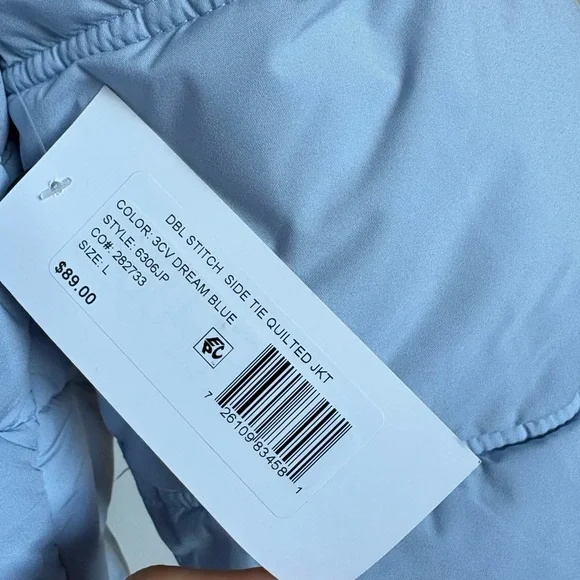 DBL STITCH SIDE TIE QUILTED JKT
COLOR: 3CV DREAM BLUE
STYLE: 6306JP
CO#: 282733
SIZE: L
$89.00
EPC
7 26109 83458 1